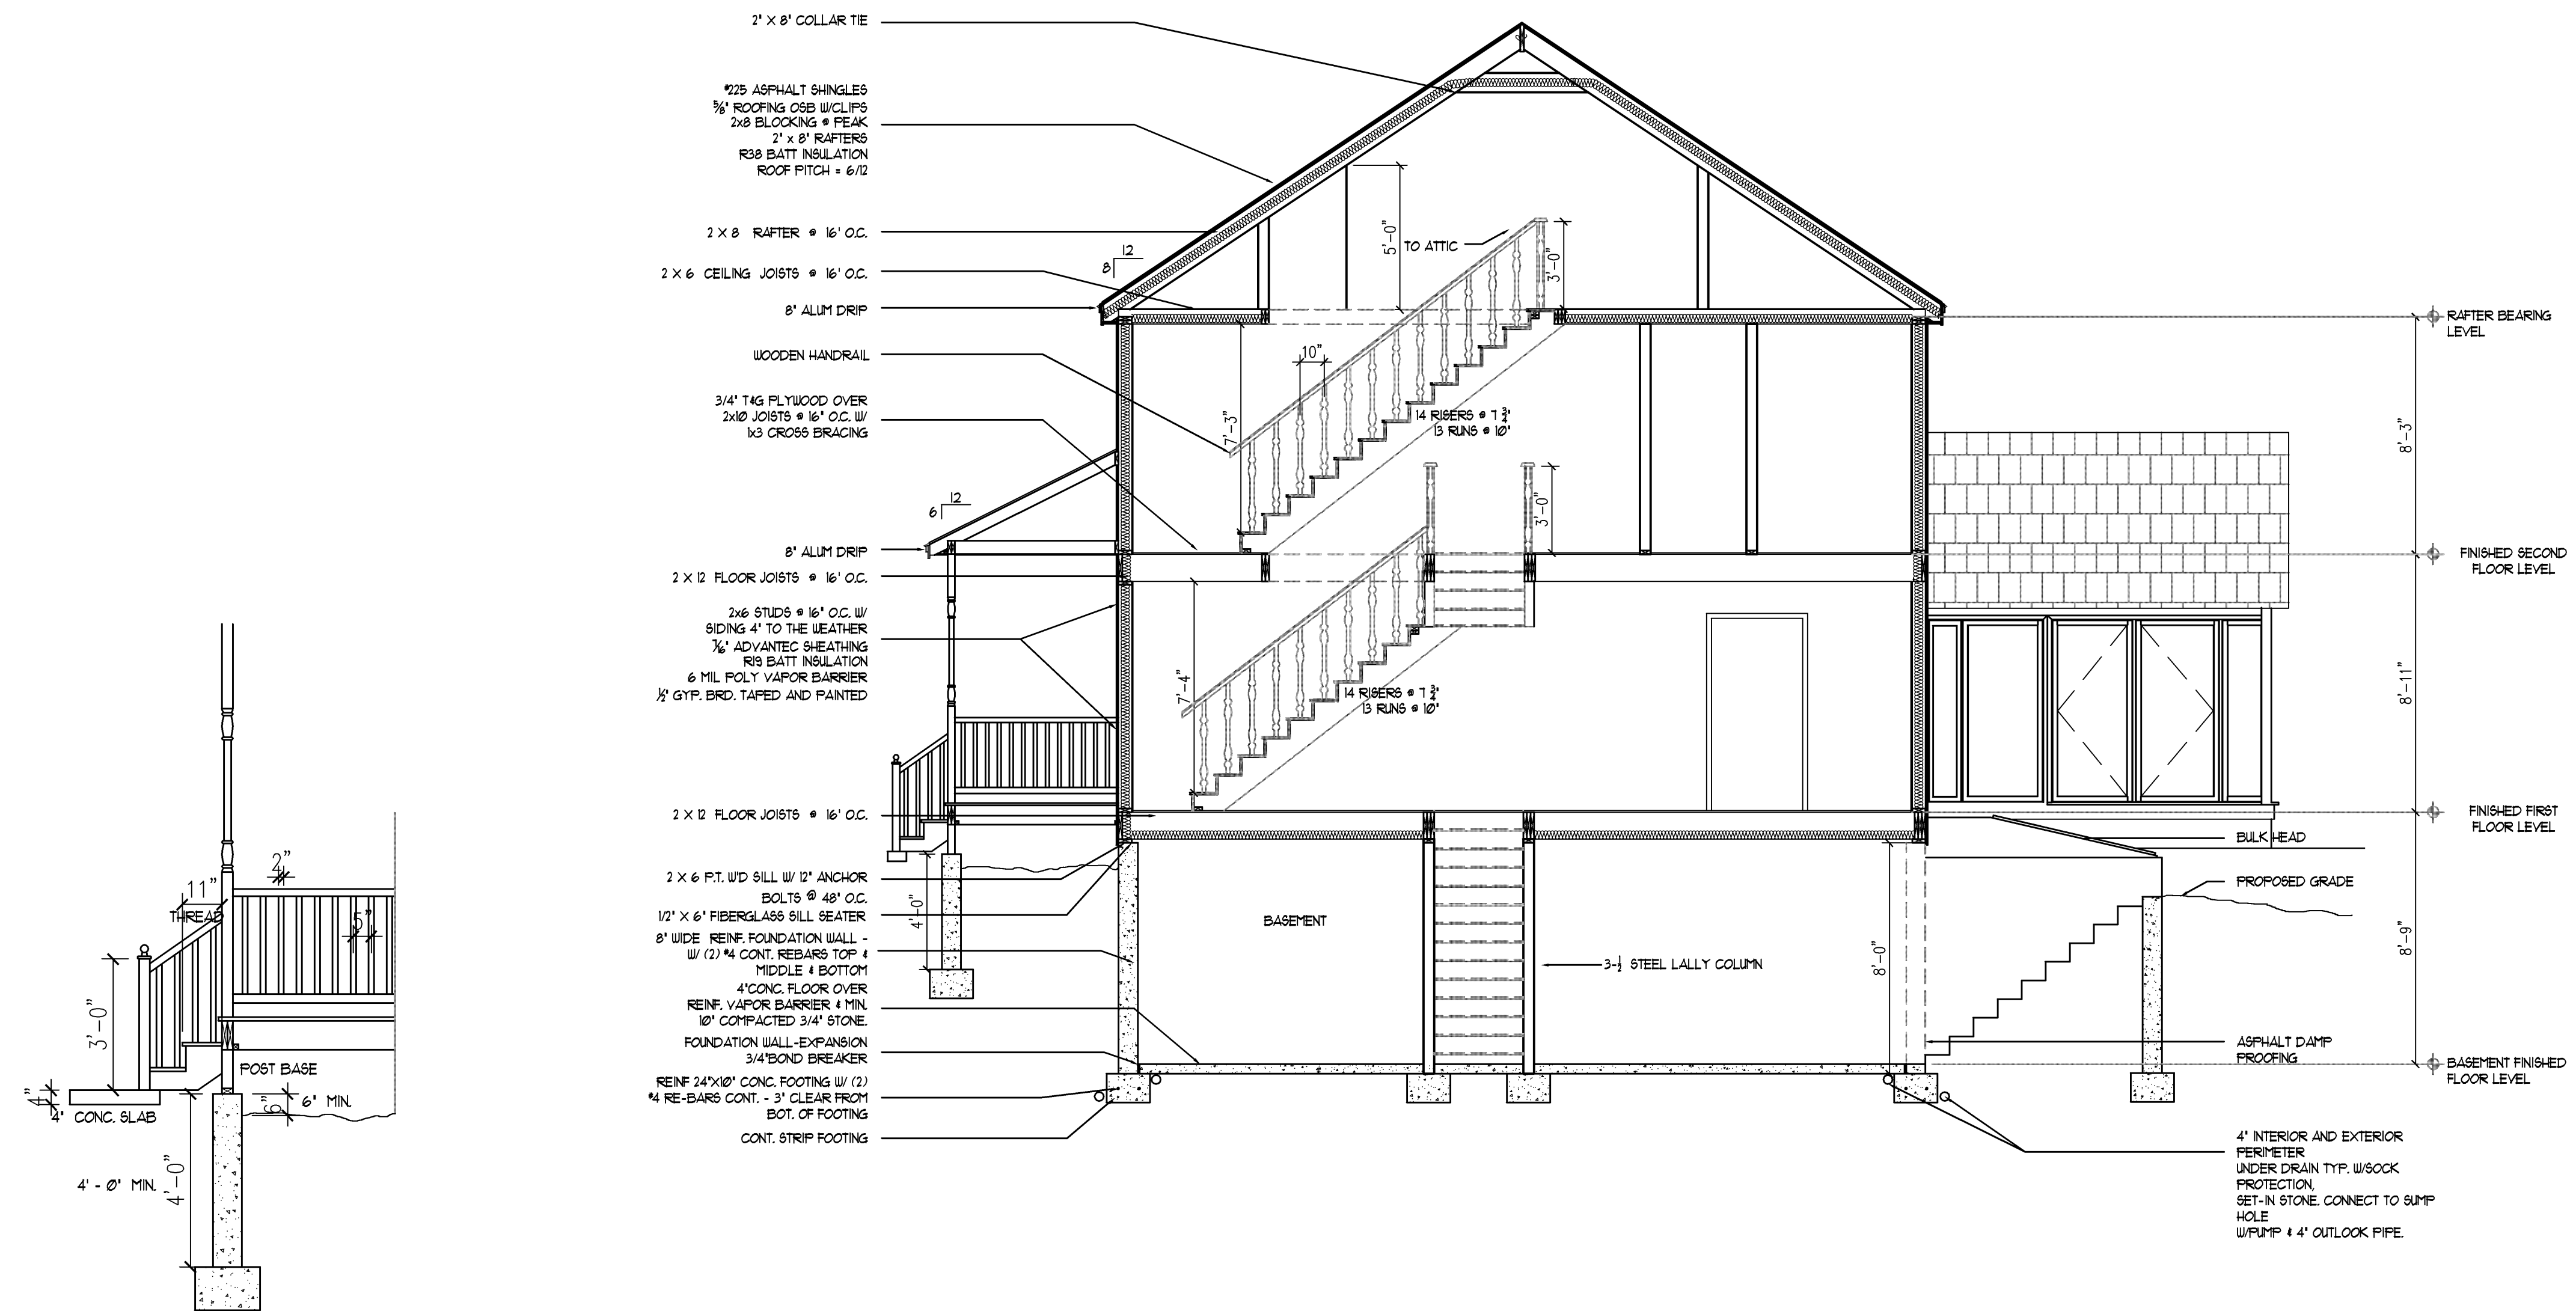 2" X 8" COLLAR TIE
#225 ASPHALT SHINGLES
⅝" ROOFING OSB W/CLIPS
2x8 BLOCKING @ PEAK
2" x 8" RAFTERS
R38 BATT INSULATION
ROOF PITCH = 6/12
2 X 8 RAFTER @ 16" O.C.
2 X 6 CEILING JOISTS @ 16" O.C.
8" ALUM DRIP
WOODEN HANDRAIL
3/4" T&G PLYWOOD OVER
2x10 JOISTS @ 16" O.C. W/
1x3 CROSS BRACING
8" ALUM DRIP
2 X 12 FLOOR JOISTS @ 16" O.C.
2x6 STUDS @ 16" O.C. W/
SIDING 4" TO THE WEATHER
7/16" ADVANTEC SHEATHING
R19 BATT INSULATION
6 MIL POLY VAPOR BARRIER
½" GYP. BRD. TAPED AND PAINTED
2 X 12 FLOOR JOISTS @ 16" O.C.
2 X 6 P.T. W'D SILL W/ 12" ANCHOR
BOLTS @ 48" O.C.
1/2" X 6" FIBERGLASS SILL SEATER
8" WIDE REINF. FOUNDATION WALL -
W/ (2) #4 CONT. REBARS TOP &
MIDDLE & BOTTOM
4"CONC. FLOOR OVER
REINF. VAPOR BARRIER & MIN.
10" COMPACTED 3/4" STONE.
FOUNDATION WALL-EXPANSION
3/4"BOND BREAKER
REINF 24"X10" CONC. FOOTING W/ (2)
#4 RE-BARS CONT. - 3" CLEAR FROM
BOT. OF FOOTING
CONT. STRIP FOOTING
12
8
12
6
5'-0"
TO ATTIC
3'-0"
10"
7'-3"
14 RISERS @ 7 ¾"
13 RUNS @ 10"
3'-0"
7'-4"
14 RISERS @ 7 ¾"
13 RUNS @ 10"
4'-0"
BASEMENT
3-½ STEEL LALLY COLUMN
8'-0"
RAFTER BEARING
LEVEL
8'-3"
FINISHED SECOND
FLOOR LEVEL
8'-11"
FINISHED FIRST
FLOOR LEVEL
BULK HEAD
PROPOSED GRADE
8'-9"
ASPHALT DAMP
PROOFING
BASEMENT FINISHED
FLOOR LEVEL
4" INTERIOR AND EXTERIOR
PERIMETER
UNDER DRAIN TYP. W/SOCK
PROTECTION,
SET-IN STONE. CONNECT TO SUMP
HOLE
W/PUMP & 4" OUTLOOK PIPE.
2"
11"
THREAD
5"
3'-0"
POST BASE
4"
4" CONC. SLAB
6"
6" MIN.
4' - 0" MIN.
4'-0"